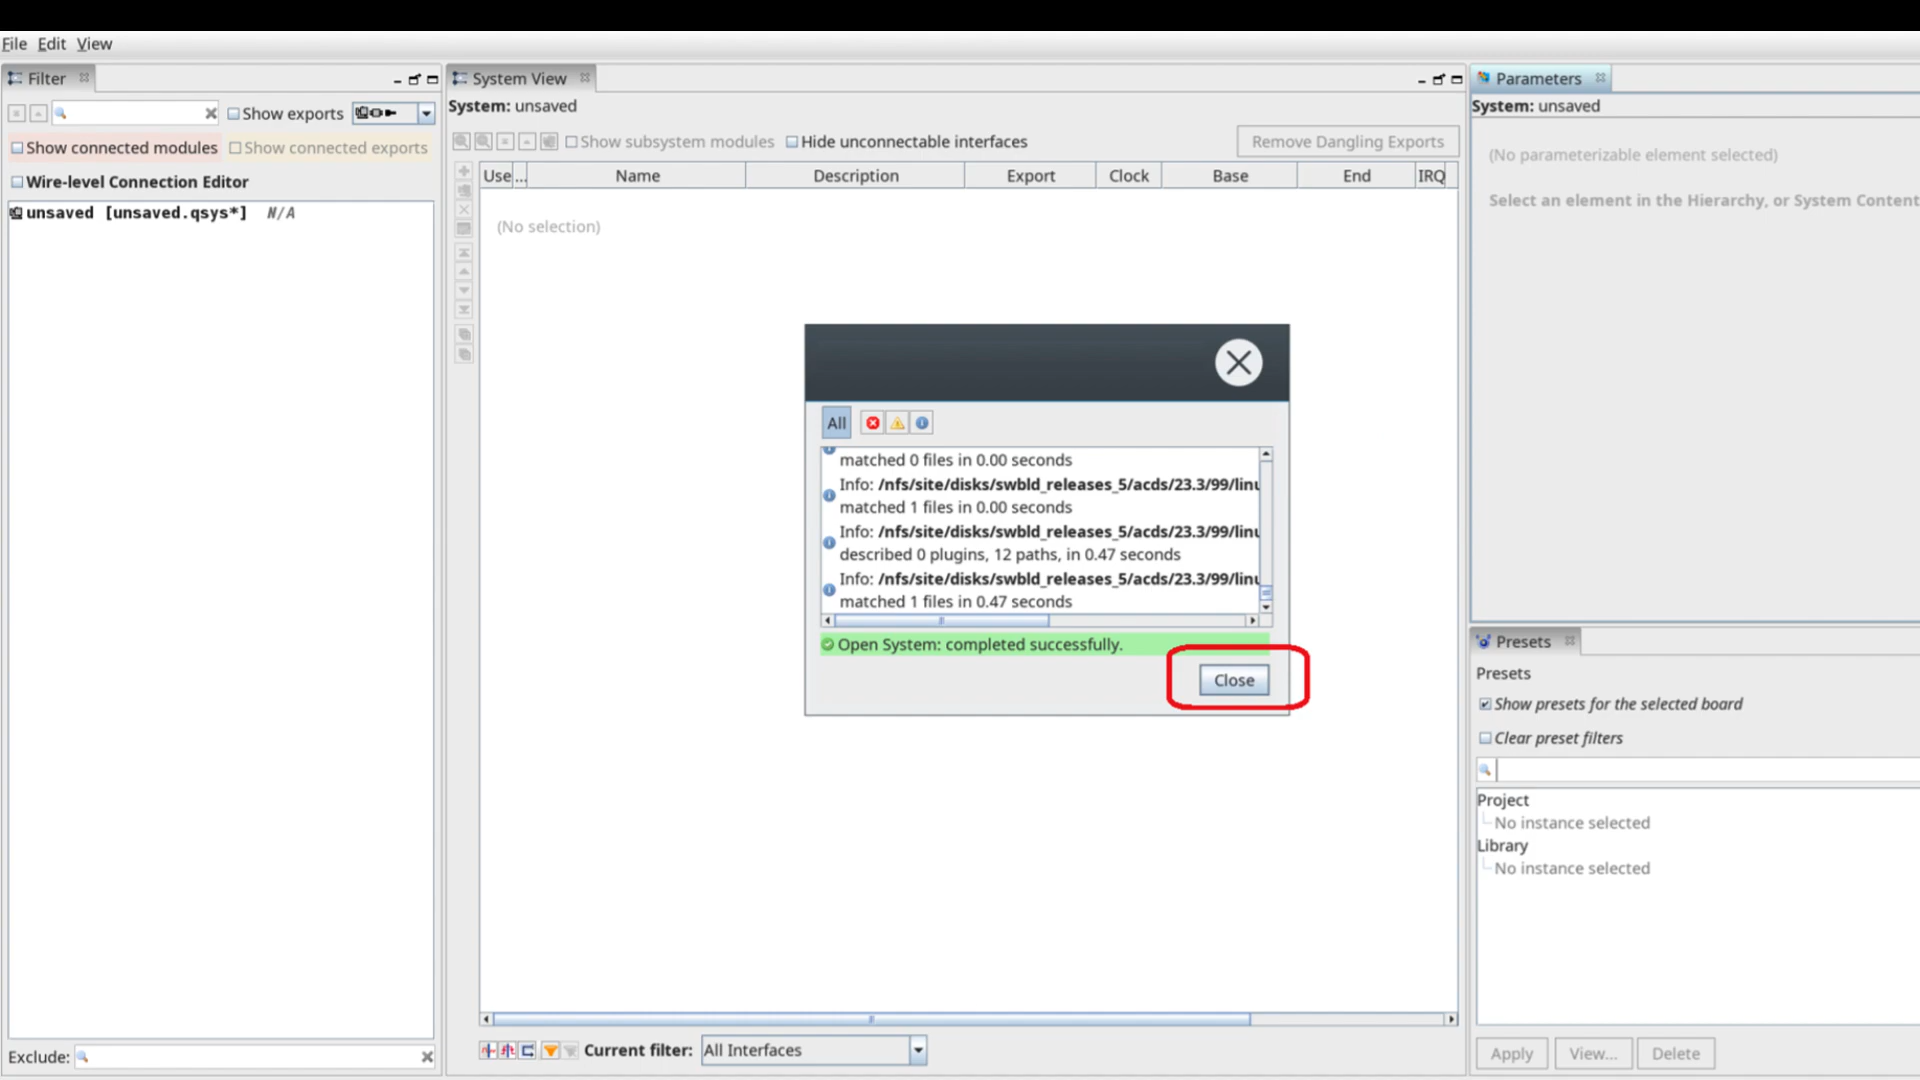 File Edit View
Filter
Show exports
Show connected modules Show connected exports
Wire-level Connection Editor
unsaved [unsaved.qsys*] N/A
Exclude:
System View
System: unsaved
Show subsystem modules Hide unconnectable interfaces Remove Dangling Exports
Use ... Name Description Export Clock Base End IRQ
(No selection)
All
matched 0 files in 0.00 seconds
Info: /nfs/site/disks/swbld_releases_5/acds/23.3/99/linu
matched 1 files in 0.00 seconds
Info: /nfs/site/disks/swbld_releases_5/acds/23.3/99/linu
described 0 plugins, 12 paths, in 0.47 seconds
Info: /nfs/site/disks/swbld_releases_5/acds/23.3/99/linu
matched 1 files in 0.47 seconds
Open System: completed successfully.
Close
Current filter: All Interfaces
Parameters
System: unsaved
(No parameterizable element selected)
Select an element in the Hierarchy, or System Content
Presets
Presets
Show presets for the selected board
Clear preset filters
Project
No instance selected
Library
No instance selected
Apply View... Delete